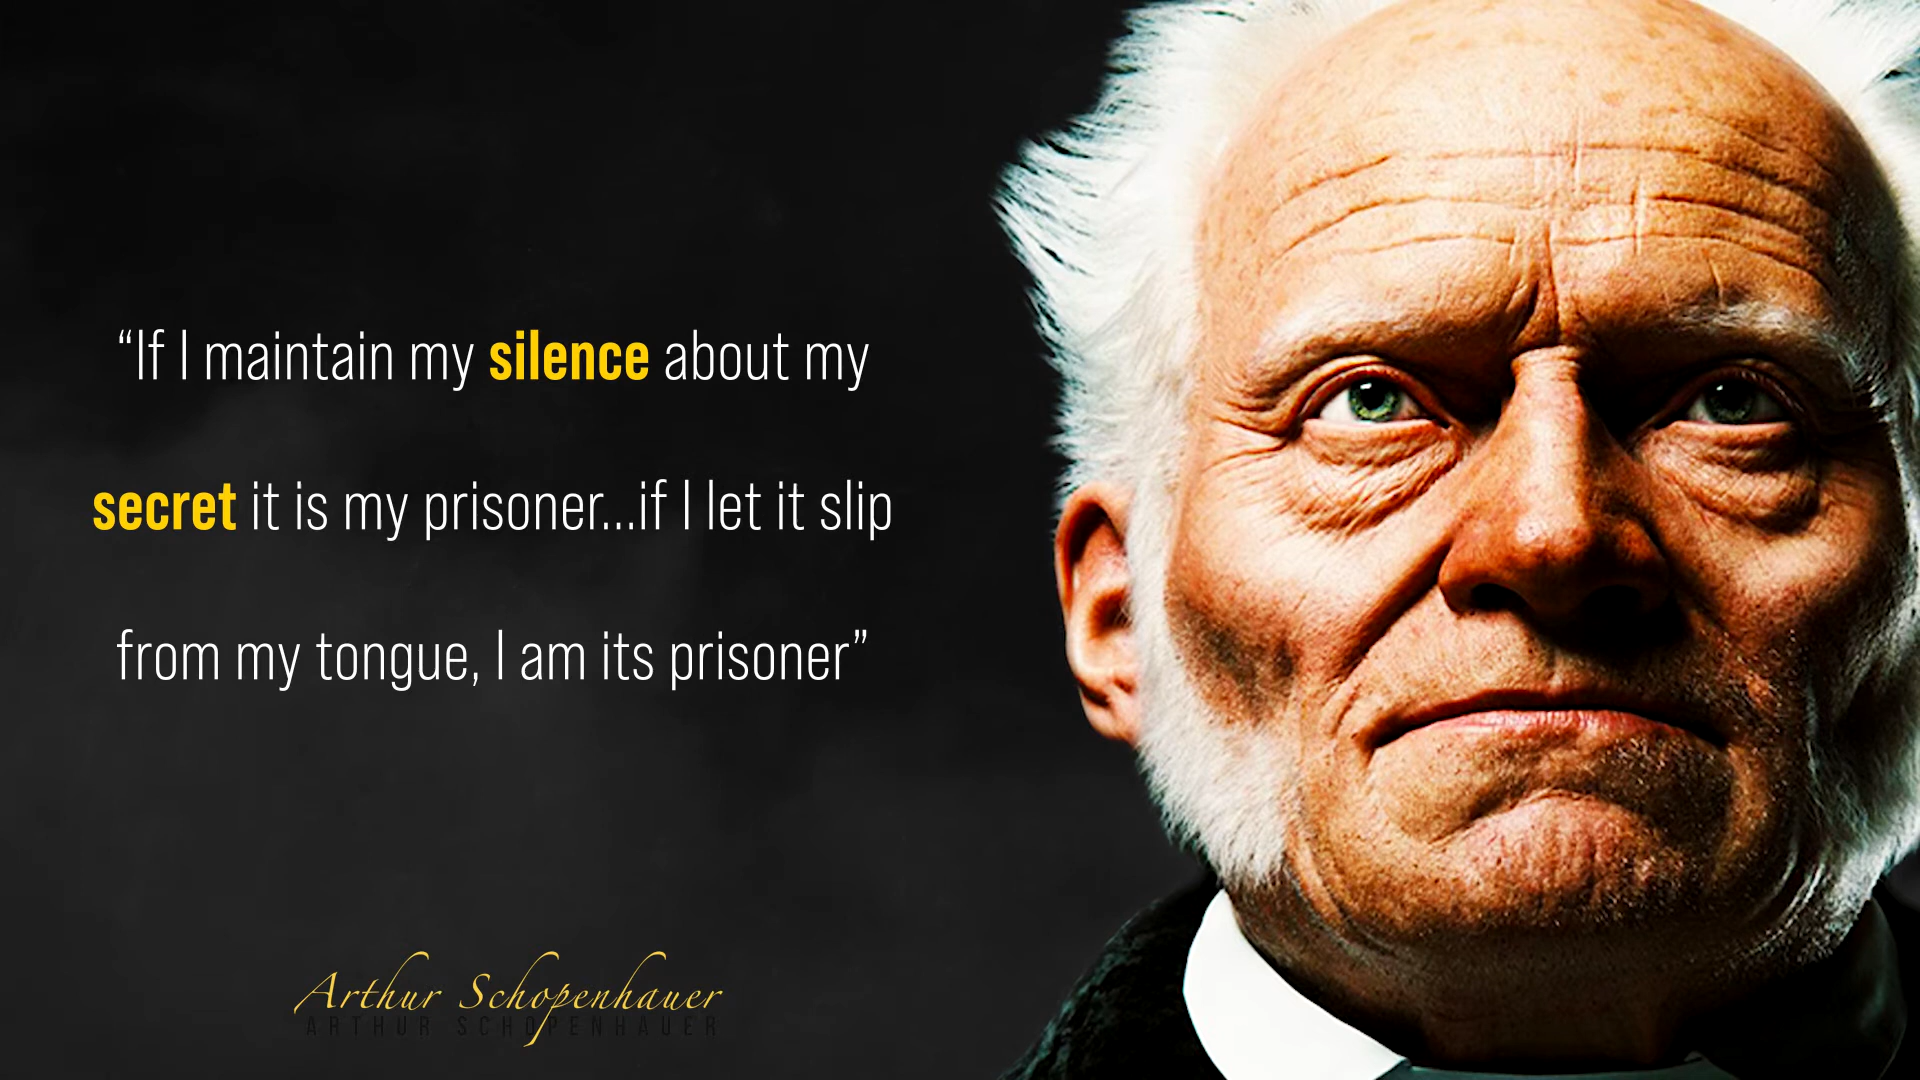 “If I maintain my silence about my
secret it is my prisoner...if I let it slip
from my tongue, I am its prisoner”
Arthur Schopenhauer
ARTHUR SCHOPENHAUER